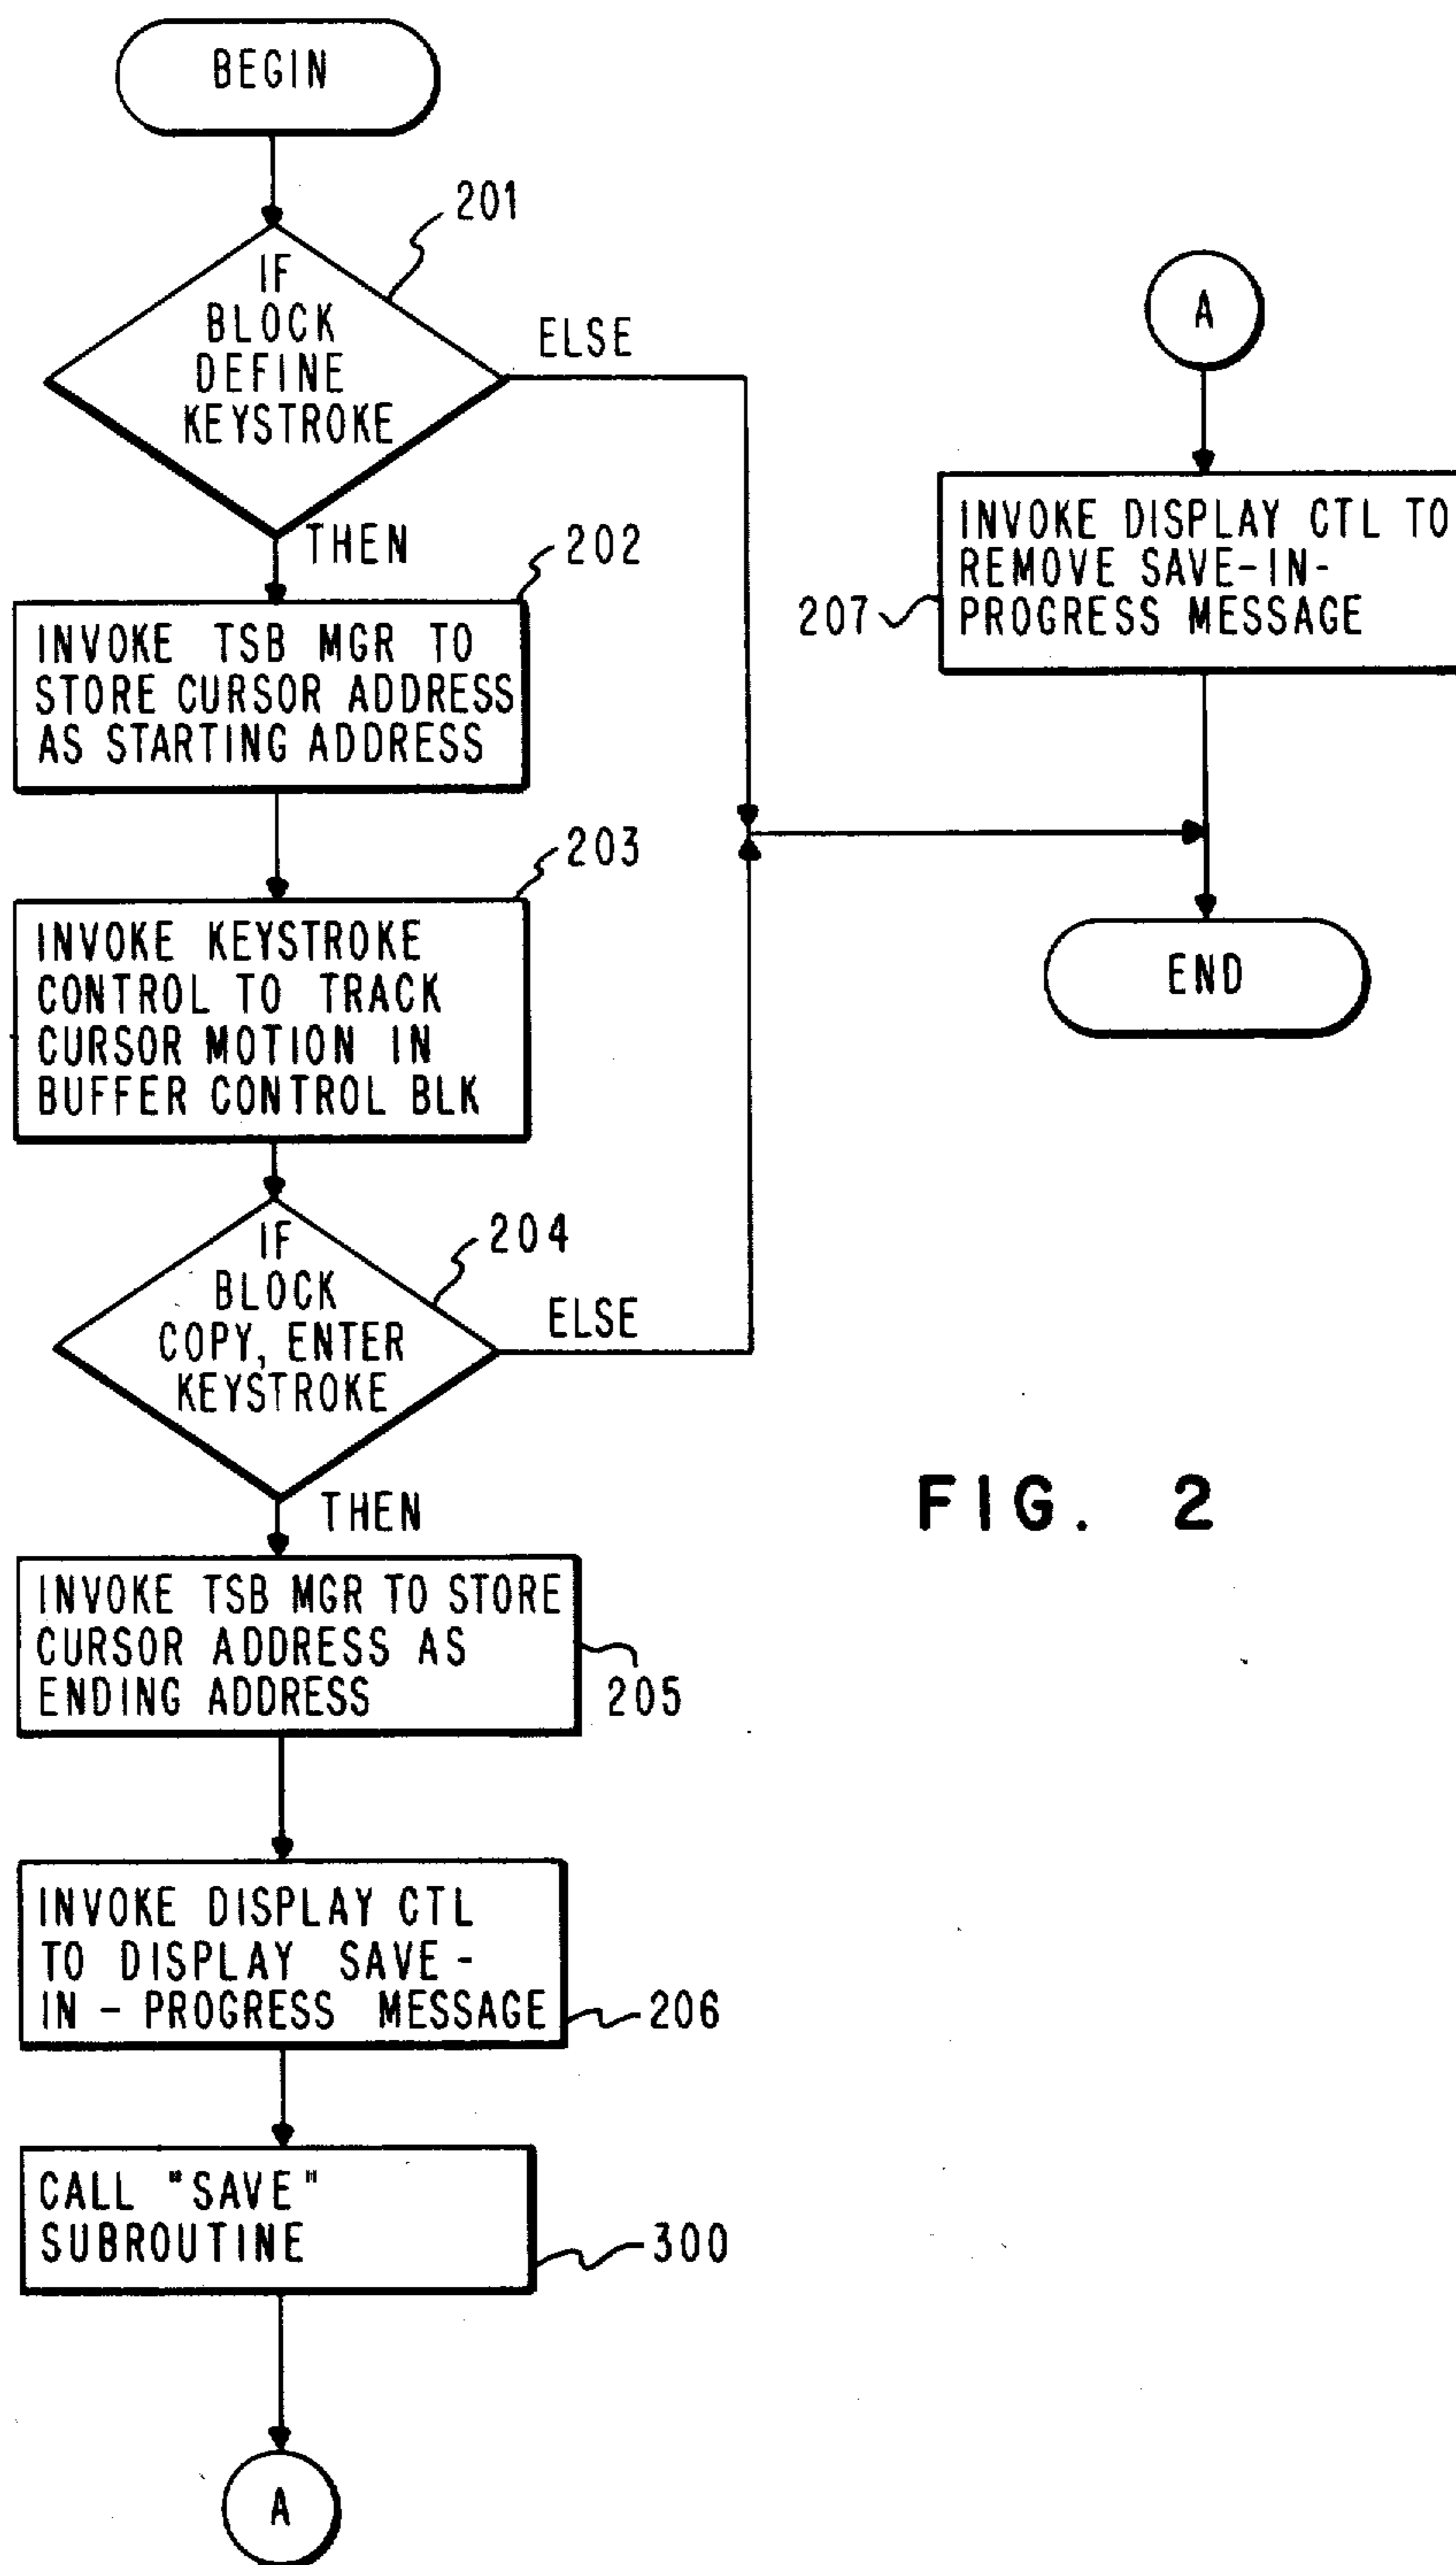 BEGIN
201
IF
BLOCK
DEFINE
KEYSTROKE
ELSE
THEN
202
INVOKE TSB MGR TO
STORE CURSOR ADDRESS
AS STARTING ADDRESS
203
INVOKE KEYSTROKE
CONTROL TO TRACK
CURSOR MOTION IN
BUFFER CONTROL BLK
204
IF
BLOCK
COPY, ENTER
KEYSTROKE
ELSE
THEN
INVOKE TSB MGR TO STORE
CURSOR ADDRESS AS
ENDING ADDRESS
205
INVOKE DISPLAY CTL
TO DISPLAY SAVE -
IN - PROGRESS MESSAGE
206
CALL "SAVE"
SUBROUTINE
300
A
A
INVOKE DISPLAY CTL TO
REMOVE SAVE-IN-
PROGRESS MESSAGE
207
END
FIG. 2